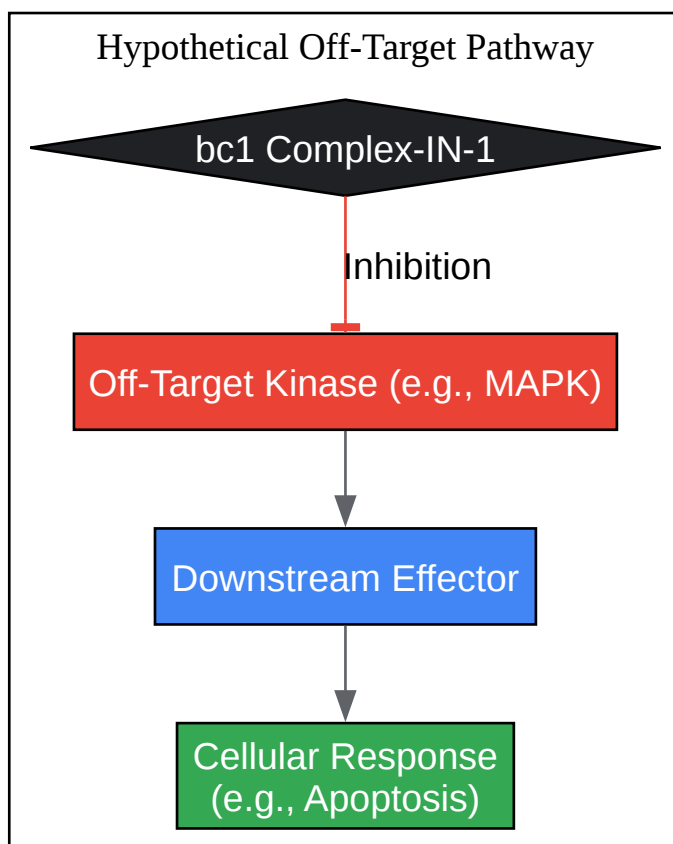 Hypothetical Off-Target Pathway
bc1 Complex-IN-1
Inhibition
Off-Target Kinase (e.g., MAPK)
Downstream Effector
Cellular Response
(e.g., Apoptosis)